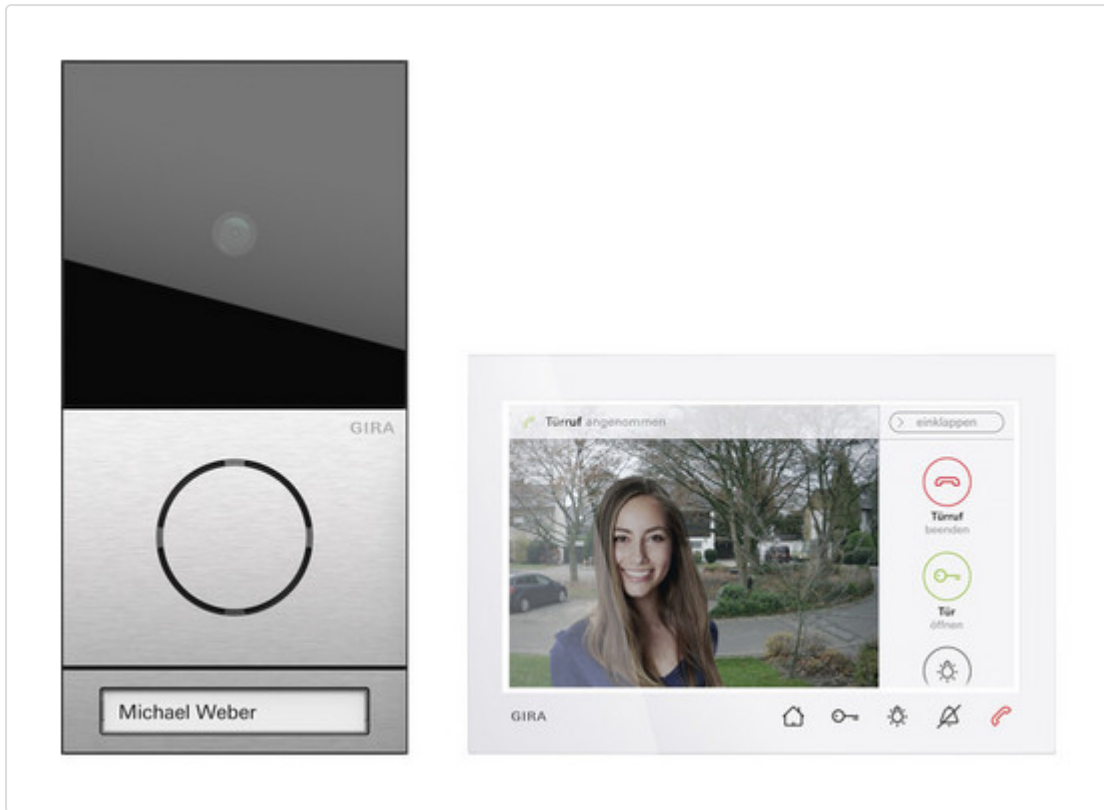 GIRA
Michael Weber
Türruf angenommen
einklappen
Türruf
beenden
Tür
öffnen
GIRA